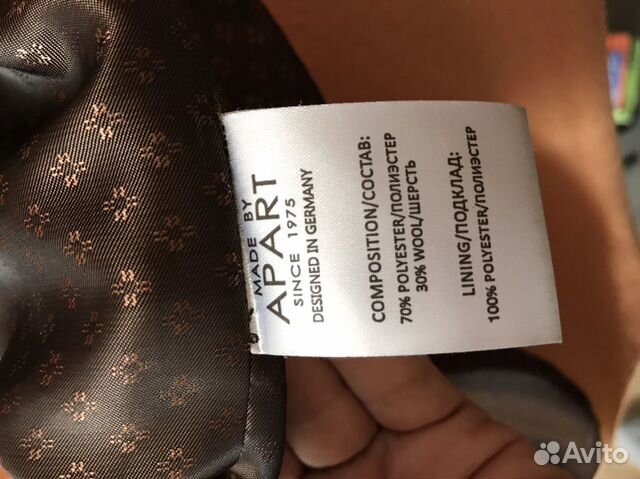 MADE BY
APART
SINCE 1975
DESIGNED IN GERMANY
COMPOSITION/СОСТАВ:
70% POLYESTER/ПОЛИЭСТЕР
30% WOOL/ШЕРСТЬ
LINING/ПОДКЛАД:
100% POLYESTER/ПОЛИЭСТЕР
Avito